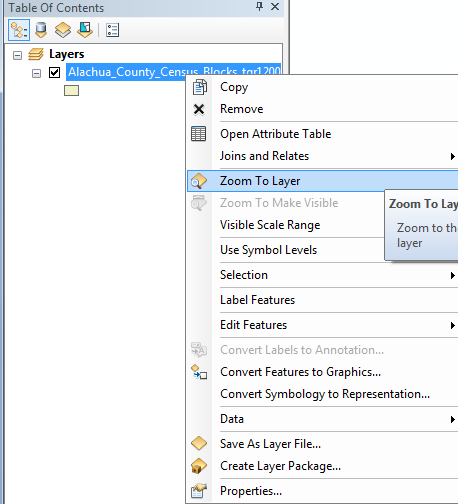 Table Of Contents
Layers
Alachua_County_Census_Blocks_tgr1200
Copy
Remove
Open Attribute Table
Joins and Relates
Zoom To Layer
Zoom To Make Visible
Zoom To Lay
Visible Scale Range
Zoom to th
layer
Use Symbol Levels
Selection
Label Features
Edit Features
Convert Labels to Annotation...
Convert Features to Graphics...
Convert Symbology to Representation...
Data
Save As Layer File...
Create Layer Package...
Properties...